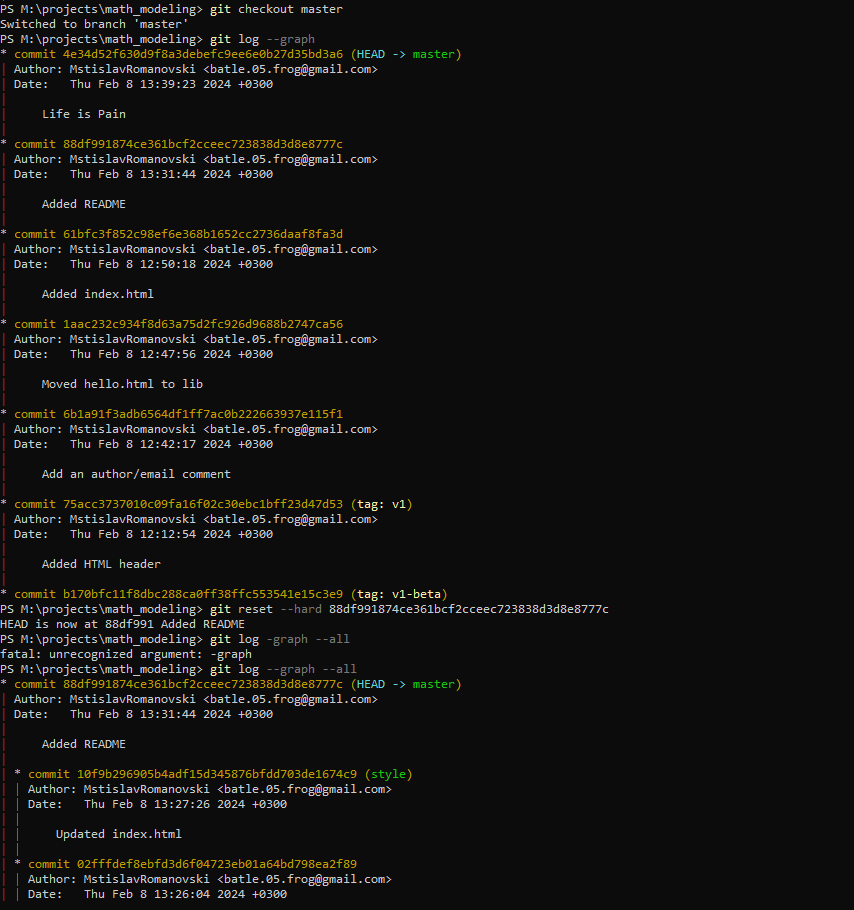 PS M:\projects\math_modeling> git checkout master
Switched to branch 'master'
PS M:\projects\math_modeling> git log --graph
* commit 4e34d52f630d9f8a3debefc9ee6e0b27d35bd3a6 (HEAD -> master)
| Author: MstislavRomanovski <batle.05.frog@gmail.com>
| Date:   Thu Feb 8 13:39:23 2024 +0300
|
|     Life is Pain
|
* commit 88df991874ce361bcf2cceec723838d3d8e8777c
| Author: MstislavRomanovski <batle.05.frog@gmail.com>
| Date:   Thu Feb 8 13:31:44 2024 +0300
|
|     Added README
|
* commit 61bfc3f852c98ef6e368b1652cc2736daaf8fa3d
| Author: MstislavRomanovski <batle.05.frog@gmail.com>
| Date:   Thu Feb 8 12:50:18 2024 +0300
|
|     Added index.html
|
* commit 1aac232c934f8d63a75d2fc926d9688b2747ca56
| Author: MstislavRomanovski <batle.05.frog@gmail.com>
| Date:   Thu Feb 8 12:47:56 2024 +0300
|
|     Moved hello.html to lib
|
* commit 6b1a91f3adb6564df1ff7ac0b222663937e115f1
| Author: MstislavRomanovski <batle.05.frog@gmail.com>
| Date:   Thu Feb 8 12:42:17 2024 +0300
|
|     Add an author/email comment
|
* commit 75acc3737010c09fa16f02c30ebc1bff23d47d53 (tag: v1)
| Author: MstislavRomanovski <batle.05.frog@gmail.com>
| Date:   Thu Feb 8 12:12:54 2024 +0300
|
|     Added HTML header
|
* commit b170bfc11f8dbc288ca0ff38ffc553541e15c3e9 (tag: v1-beta)
PS M:\projects\math_modeling> git reset --hard 88df991874ce361bcf2cceec723838d3d8e8777c
HEAD is now at 88df991 Added README
PS M:\projects\math_modeling> git log -graph --all
fatal: unrecognized argument: -graph
PS M:\projects\math_modeling> git log --graph --all
* commit 88df991874ce361bcf2cceec723838d3d8e8777c (HEAD -> master)
| Author: MstislavRomanovski <batle.05.frog@gmail.com>
| Date:   Thu Feb 8 13:31:44 2024 +0300
|
|     Added README
|
| * commit 10f9b296905b4adf15d345876bfdd703de1674c9 (style)
| | Author: MstislavRomanovski <batle.05.frog@gmail.com>
| | Date:   Thu Feb 8 13:27:26 2024 +0300
| |
| |     Updated index.html
| |
| * commit 02fffdef8ebfd3d6f04723eb01a64bd798ea2f89
| | Author: MstislavRomanovski <batle.05.frog@gmail.com>
| | Date:   Thu Feb 8 13:26:04 2024 +0300